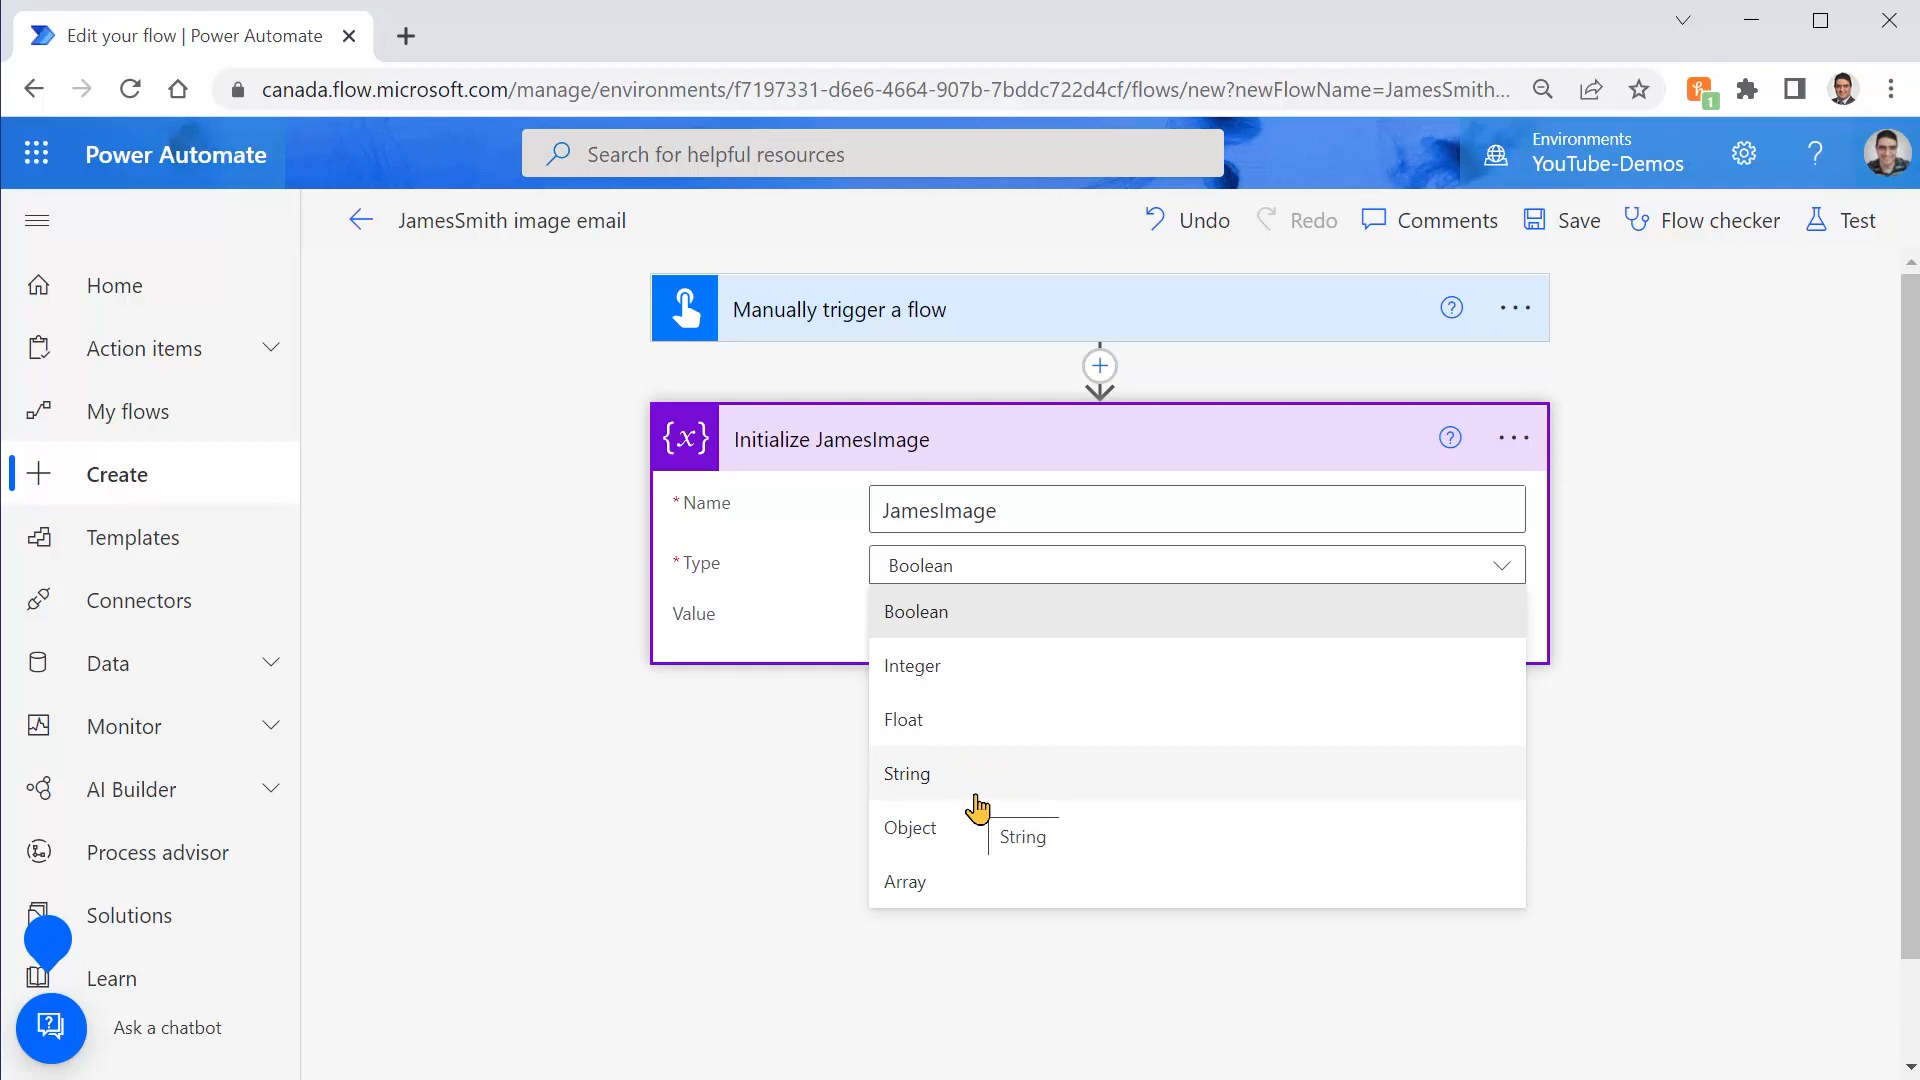 Edit your flow | Power Automate
canada.flow.microsoft.com/manage/environments/f7197331-d6e6-4664-907b-7bddc722d4cf/flows/new?newFlowName=JamesSmith...
1
Power Automate
Search for helpful resources
Environments
YouTube-Demos
JamesSmith image email
Undo
Redo
Comments
Save
Flow checker
Test
Home
Action items
My flows
Create
Templates
Connectors
Data
Monitor
AI Builder
Process advisor
Solutions
Learn
Ask a chatbot
Manually trigger a flow
{x} Initialize JamesImage
* Name
JamesImage
* Type
Boolean
Value
Boolean
Integer
Float
String
Object
String
Array